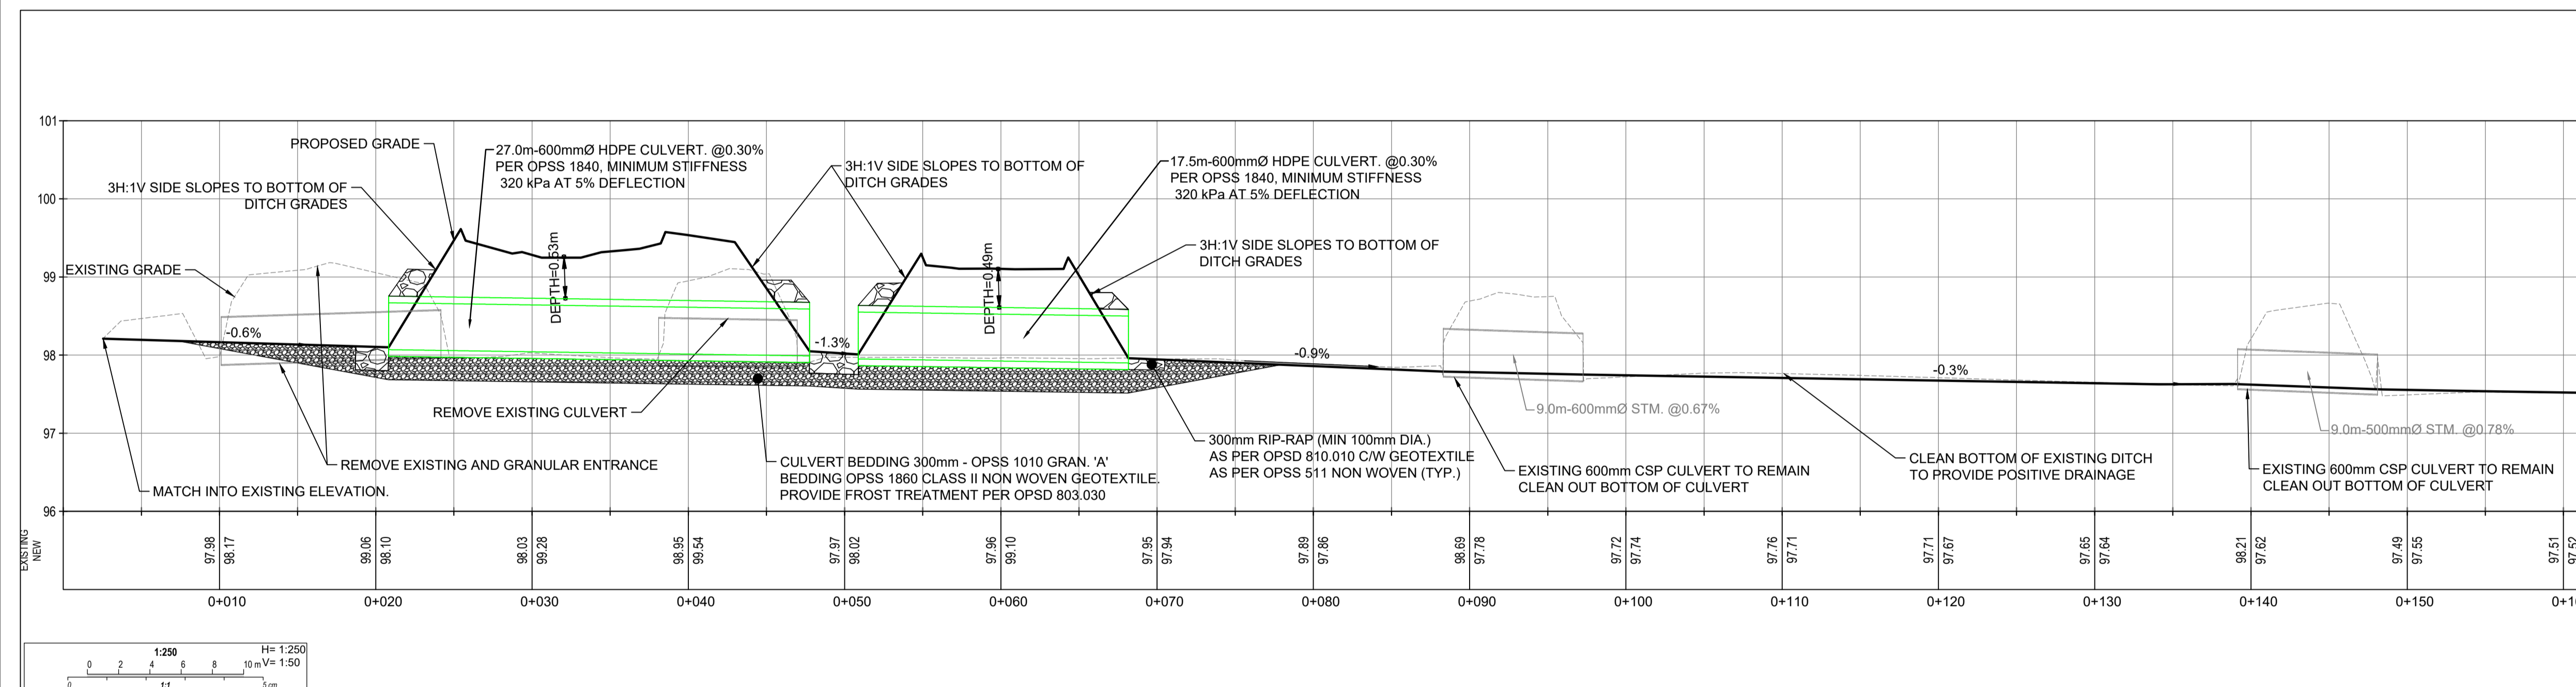 101
100
99
98
97
96
PROPOSED GRADE
3H:1V SIDE SLOPES TO BOTTOM OF
DITCH GRADES
EXISTING GRADE
27.0m-600mmØ HDPE CULVERT. @0.30%
PER OPSS 1840, MINIMUM STIFFNESS
320 kPa AT 5% DEFLECTION
3H:1V SIDE SLOPES TO BOTTOM OF
DITCH GRADES
17.5m-600mmØ HDPE CULVERT. @0.30%
PER OPSS 1840, MINIMUM STIFFNESS
320 kPa AT 5% DEFLECTION
3H:1V SIDE SLOPES TO BOTTOM OF
DITCH GRADES
DEPTH=0.53m
DEPTH=0.49m
-0.6%
-1.3%
-0.9%
-0.3%
REMOVE EXISTING CULVERT
REMOVE EXISTING AND GRANULAR ENTRANCE
MATCH INTO EXISTING ELEVATION.
CULVERT BEDDING 300mm - OPSS 1010 GRAN. 'A'
BEDDING OPSS 1860 CLASS II NON WOVEN GEOTEXTILE.
PROVIDE FROST TREATMENT PER OPSD 803.030
300mm RIP-RAP (MIN 100mm DIA.)
AS PER OPSD 810.010 C/W GEOTEXTILE
AS PER OPSS 511 NON WOVEN (TYP.)
9.0m-600mmØ STM. @0.67%
EXISTING 600mm CSP CULVERT TO REMAIN
CLEAN OUT BOTTOM OF CULVERT
CLEAN BOTTOM OF EXISTING DITCH
TO PROVIDE POSITIVE DRAINAGE
9.0m-500mmØ STM. @0.78%
EXISTING 600mm CSP CULVERT TO REMAIN
CLEAN OUT BOTTOM OF CULVERT
EXISTING
NEW
97.98
98.17
99.06
98.10
98.03
99.28
98.95
99.54
97.97
98.02
97.96
99.10
97.95
97.94
97.89
97.86
98.69
97.78
97.72
97.74
97.76
97.71
97.71
97.67
97.65
97.64
98.21
97.62
97.49
97.55
97.51
97.52
0+010
0+020
0+030
0+040
0+050
0+060
0+070
0+080
0+090
0+100
0+110
0+120
0+130
0+140
0+150
1:250
H= 1:250
V= 1:50
0 2 4 6 8 10 m
0 1:1 5 cm